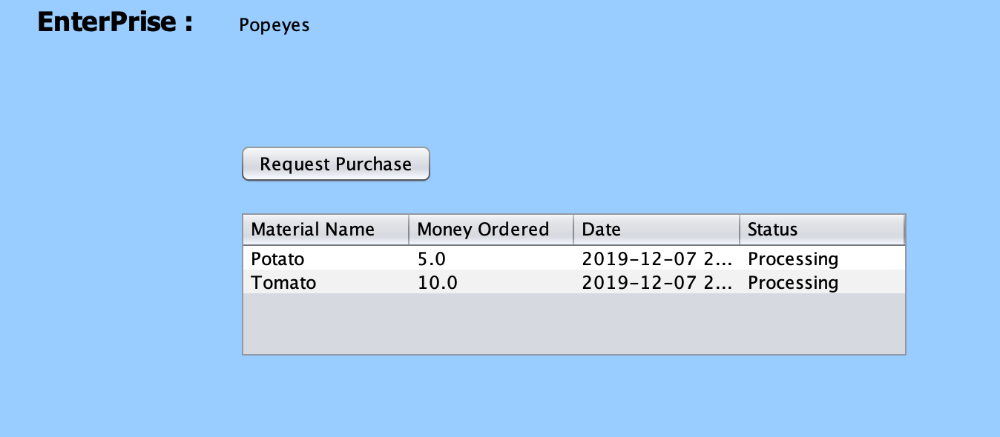 EnterPrise : Popeyes
Request Purchase
Material Name Money Ordered Date Status
Potato 5.0 2019-12-07 2... Processing
Tomato 10.0 2019-12-07 2... Processing